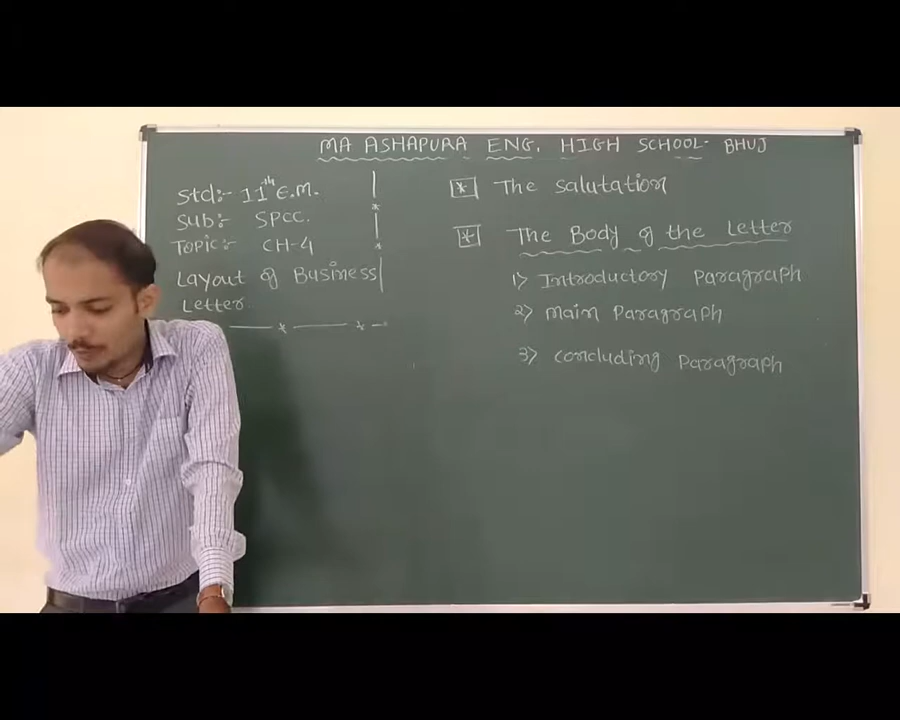 MA ASHAPURA ENG. HIGH SCHOOL- BHUJ
Std:- 11th E.M.
Sub:- SPCC.
Topic:- CH-4
Layout of Business
Letter
* The Salutation
* The Body of the Letter
1) Introductory Paragraph
2) Main Paragraph
3) Concluding Paragraph